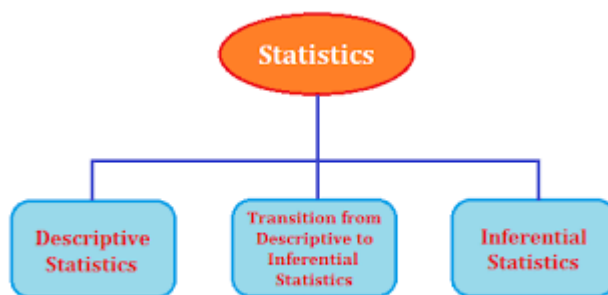 Statistics
Descriptive
Statistics
Transition from
Descriptive to
Inferential
Statistics
Inferential
Statistics